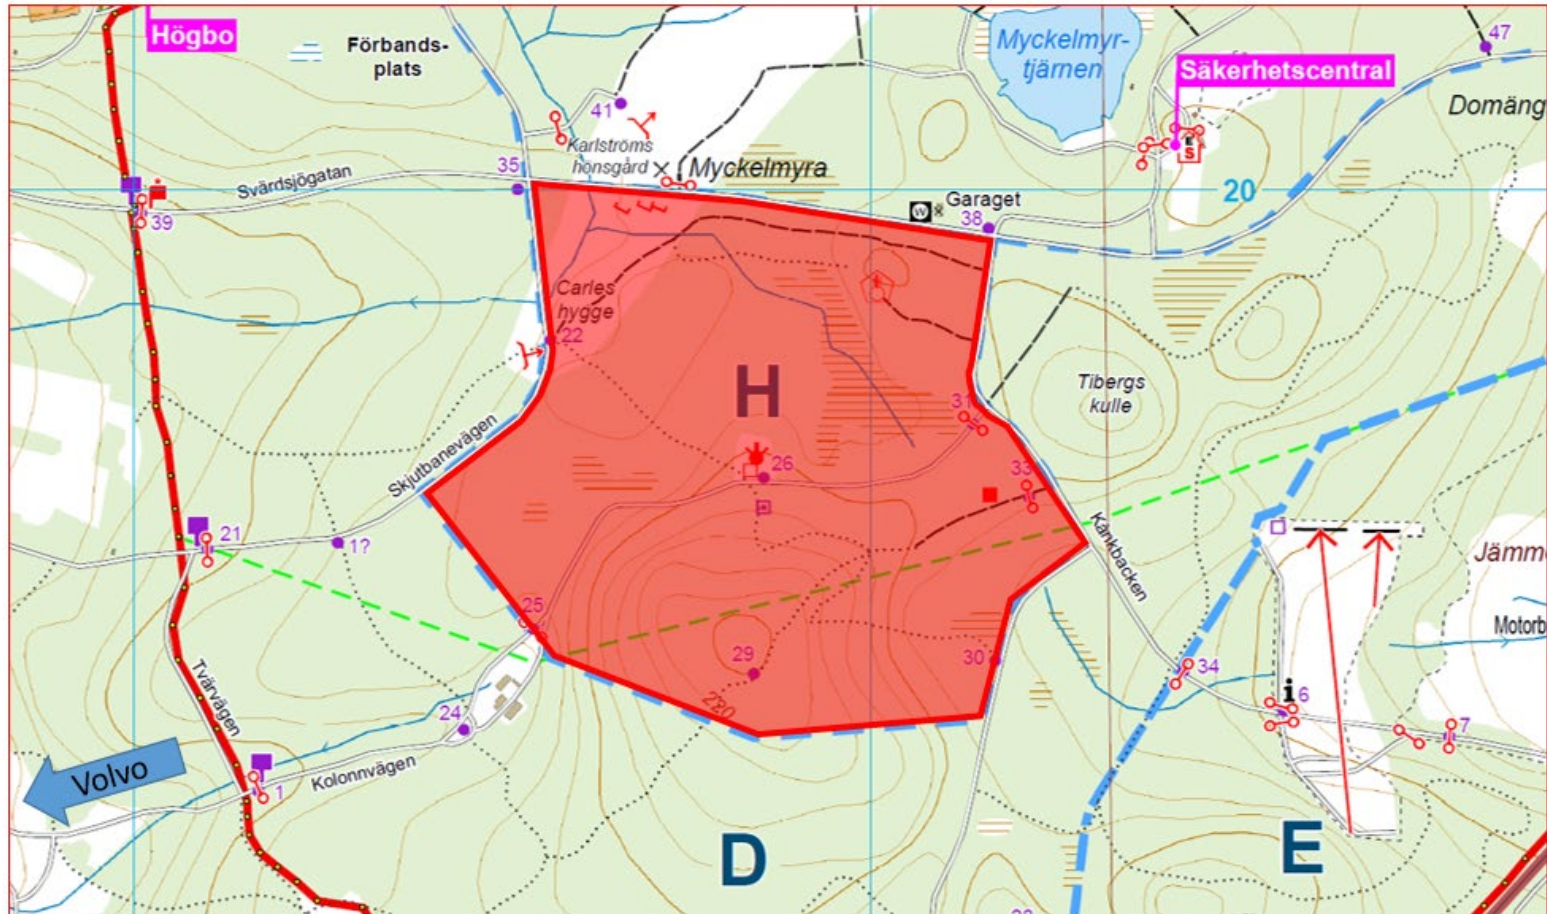 Högbo
Förbands-
plats
Myckelmyr-
tjärnen
Säkerhetscentral
47
Domäng
41
Karlströms
hönsgård
Myckelmyra
S
35
Svärdsjögatan
39
W
Garaget
38
20
Carles
hygge
22
H
Tibergs
kulle
31
Skjutbanevägen
26
33
21
1?
Kånkbacken
Jämm
25
Motorb
29
30
34
Tvärvägen
220
24
i
6
7
Volvo
1
Kolonnvägen
D
E